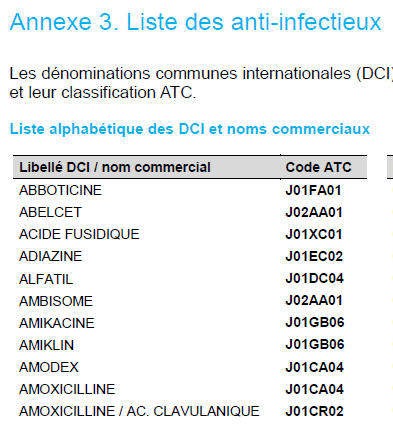 Annexe 3. Liste des anti-infectieux
Les dénominations communes internationales (DCI)
et leur classification ATC.
Liste alphabétique des DCI et noms commerciaux
Libellé DCI / nom commercial Code ATC
ABBOTICINE J01FA01
ABELCET J02AA01
ACIDE FUSIDIQUE J01XC01
ADIAZINE J01EC02
ALFATIL J01DC04
AMBISOME J02AA01
AMIKACINE J01GB06
AMIKLIN J01GB06
AMODEX J01CA04
AMOXICILLINE J01CA04
AMOXICILLINE / AC. CLAVULANIQUE J01CR02